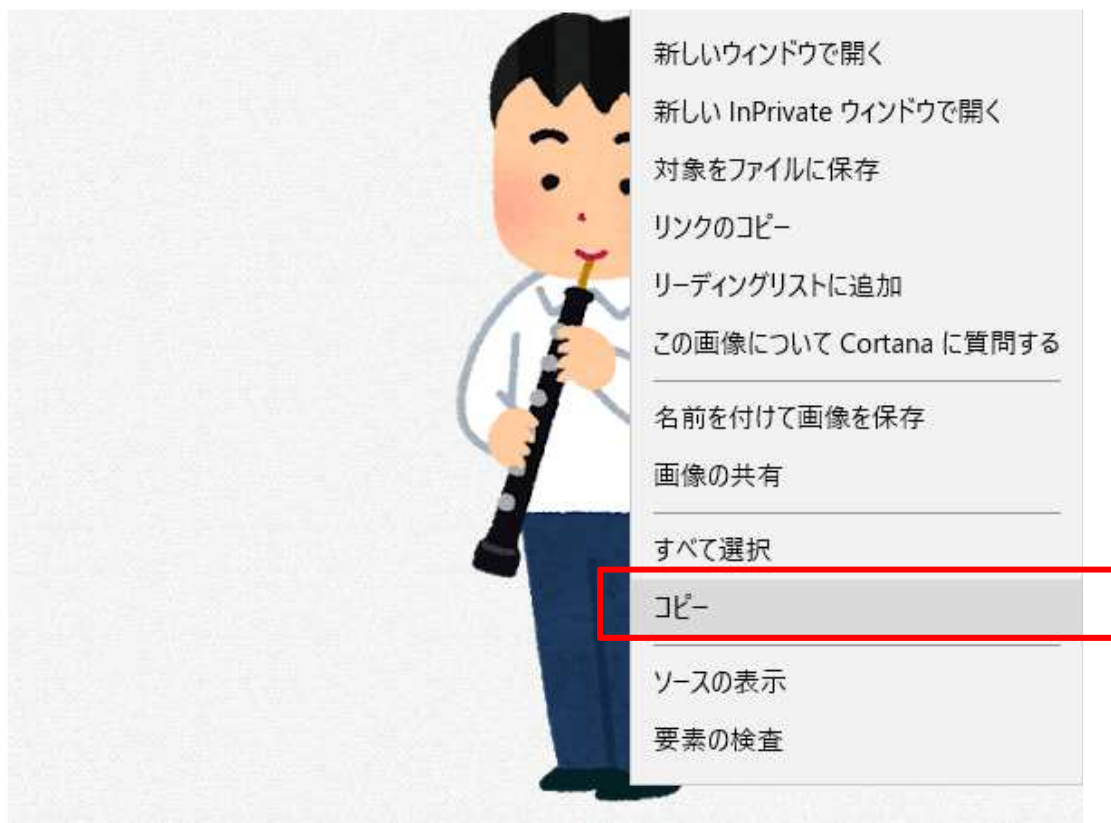 新しいウィンドウで開く
新しい InPrivate ウィンドウで開く
対象をファイルに保存
リンクのコピー
リーディングリストに追加
この画像について Cortana に質問する
名前を付けて画像を保存
画像の共有
すべて選択
コピー
ソースの表示
要素の検査